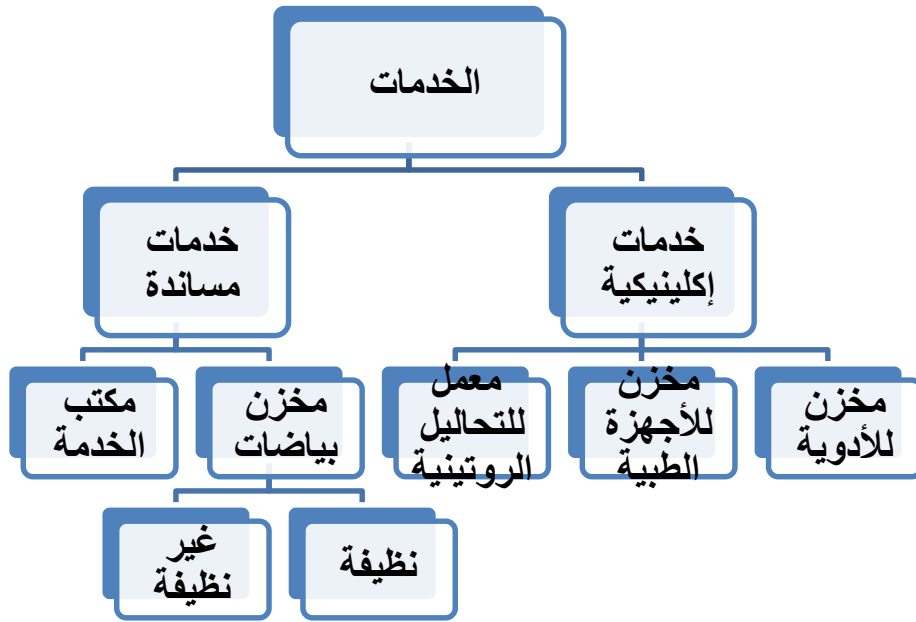 الخدمات
خدمات
إكلينيكية
خدمات
مساندة
مخزن
للأدوية
مخزن
للأجهزة
الطبية
معمل
للتحاليل
الروتينية
مخزن
بياضات
مكتب
الخدمة
نظيفة
غير
نظيفة